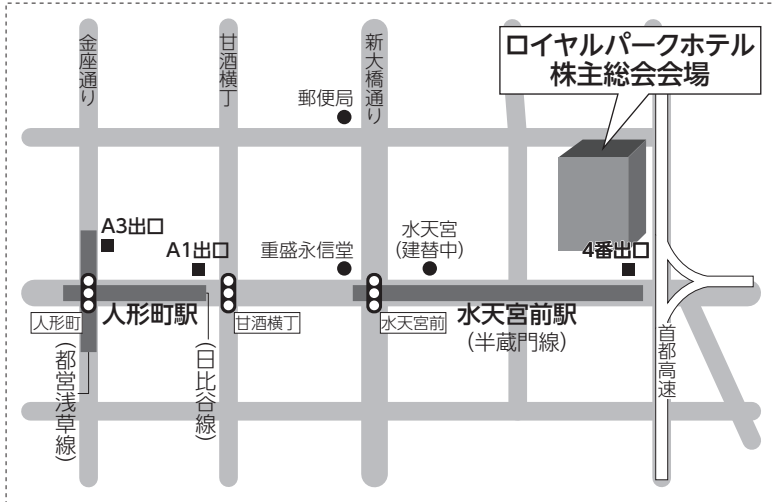 金座通り
甘酒横丁
新大橋通り
ロイヤルパークホテル
株主総会会場
郵便局
A3出口
A1出口
重盛永信堂
水天宮
(建替中)
4番出口
人形町
人形町駅
甘酒横丁
水天宮前
水天宮前駅
(半蔵門線)
(都営浅草線)
(日比谷線)
首都高速